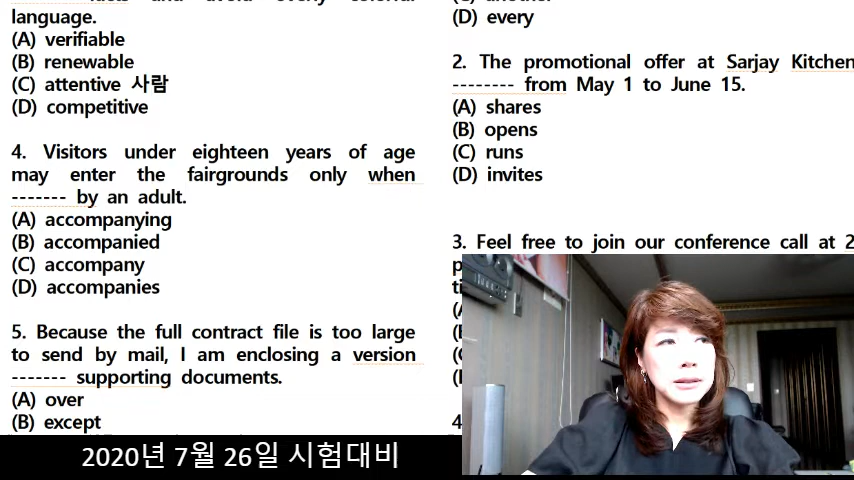 language.
(A) verifiable
(B) renewable
(C) attentive 사람
(D) competitive
4. Visitors under eighteen years of age
may enter the fairgrounds only when
------- by an adult.
(A) accompanying
(B) accompanied
(C) accompany
(D) accompanies
5. Because the full contract file is too large
to send by mail, I am enclosing a version
------- supporting documents.
(A) over
(B) except
(D) every
2. The promotional offer at Sarjay Kitchen
-------- from May 1 to June 15.
(A) shares
(B) opens
(C) runs
(D) invites
3. Feel free to join our conference call at 2
2020년 7월 26일 시험대비